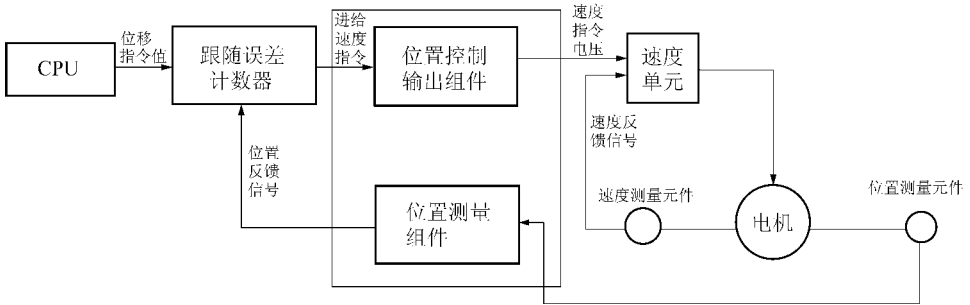 CPU
位移
指令值
跟随误差
计数器
进给
速度
指令
位置控制
输出组件
速度
指令
电压
速度
单元
位置
反馈
信号
速度反
馈信号
位置测量
组件
速度测量元件
电机
位置测量元件